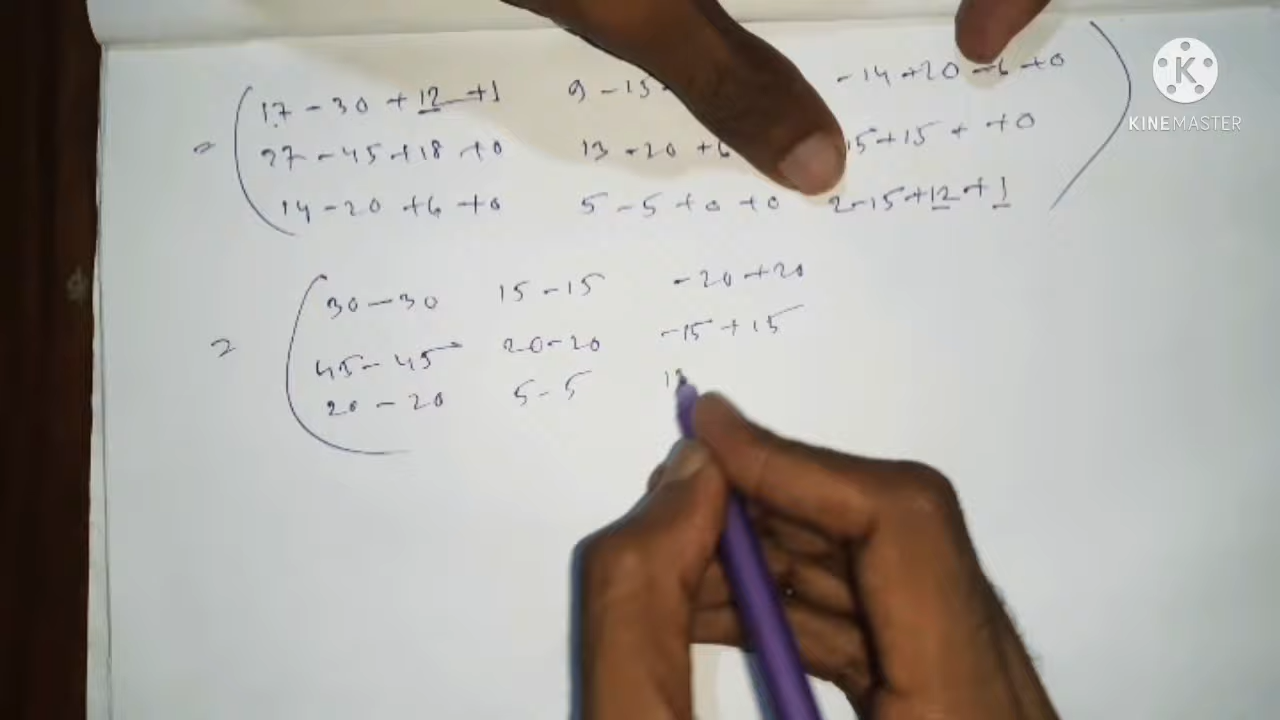 17 - 30 + 12 + 1 9 - 15 - 14 + 20 - 6 + 0
= 27 - 45 + 18 + 0 13 - 20 + 6 15 + 15 + + 0
14 - 20 + 6 + 0 5 - 5 + 0 + 0 2 - 15 + 12 + 1
30 - 30 15 - 15 - 20 + 20
= 45 - 45 20 - 20 - 15 + 15
20 - 20 5 - 5
K
KINEMASTER